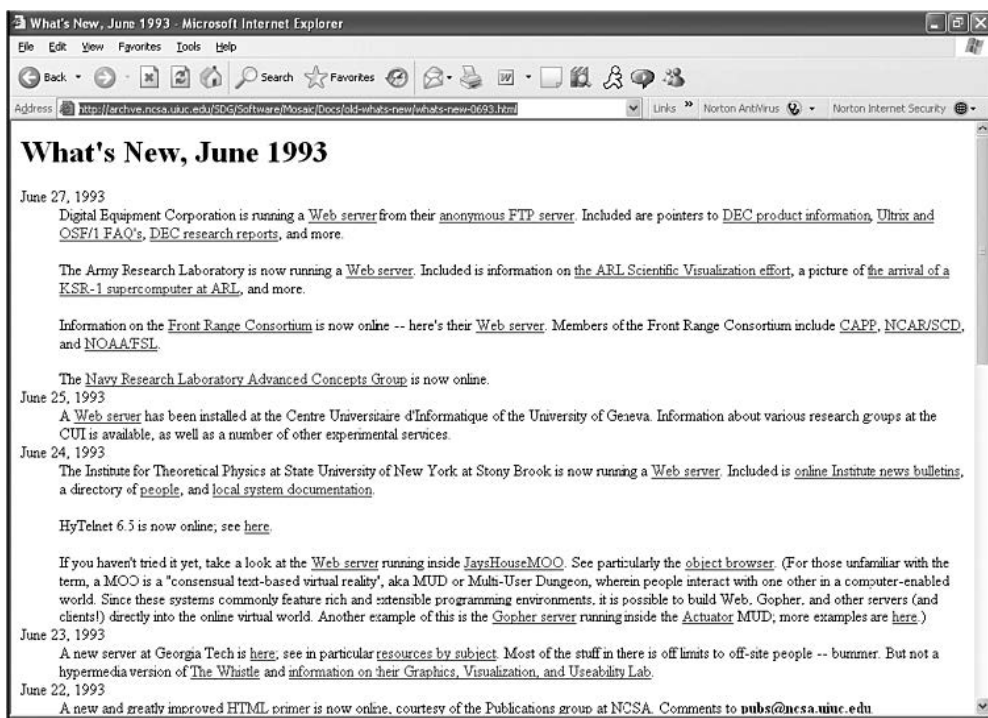 What's New, June 1993 - Microsoft Internet Explorer
File Edit View Favorites Tools Help
Back Search Favorites
Address http://archive.ncsa.uiuc.edu/SDG/Software/Mosaic/Docs/old-whats-new/whats-new-0693.html Links » Norton AntiVirus Norton Internet Security
What's New, June 1993
June 27, 1993
Digital Equipment Corporation is running a Web server from their anonymous FTP server. Included are pointers to DEC product information, Ultrix and
OSF/1 FAQ's, DEC research reports, and more.
The Army Research Laboratory is now running a Web server. Included is information on the ARL Scientific Visualization effort, a picture of the arrival of a
KSR-1 supercomputer at ARL, and more.
Information on the Front Range Consortium is now online -- here's their Web server. Members of the Front Range Consortium include CAPP, NCAR/SCD,
and NOAA/FSL.
The Navy Research Laboratory Advanced Concepts Group is now online.
June 25, 1993
A Web server has been installed at the Centre Universitaire d'Informatique of the University of Geneva. Information about various research groups at the
CUI is available, as well as a number of other experimental services.
June 24, 1993
The Institute for Theoretical Physics at State University of New York at Stony Brook is now running a Web server. Included is online Institute news bulletins,
a directory of people, and local system documentation.
HyTelnet 6.5 is now online; see here.
If you haven't tried it yet, take a look at the Web server running inside JaysHouseMOO. See particularly the object browser. (For those unfamiliar with the
term, a MOO is a "consensual text-based virtual reality", aka MUD or Multi-User Dungeon, wherein people interact with one other in a computer-enabled
world. Since these systems commonly feature rich and extensible programming environments, it is possible to build Web, Gopher, and other servers (and
clients!) directly into the online virtual world. Another example of this is the Gopher server running inside the Actuator MUD; more examples are here.)
June 23, 1993
A new server at Georgia Tech is here; see in particular resources by subject. Most of the stuff in there is off limits to off-site people -- bummer. But not a
hypermedia version of The Whistle and information on their Graphics, Visualization, and Useability Lab.
June 22, 1993
A new and greatly improved HTML primer is now online, courtesy of the Publications group at NCSA. Comments to pubs@ncsa.uiuc.edu.